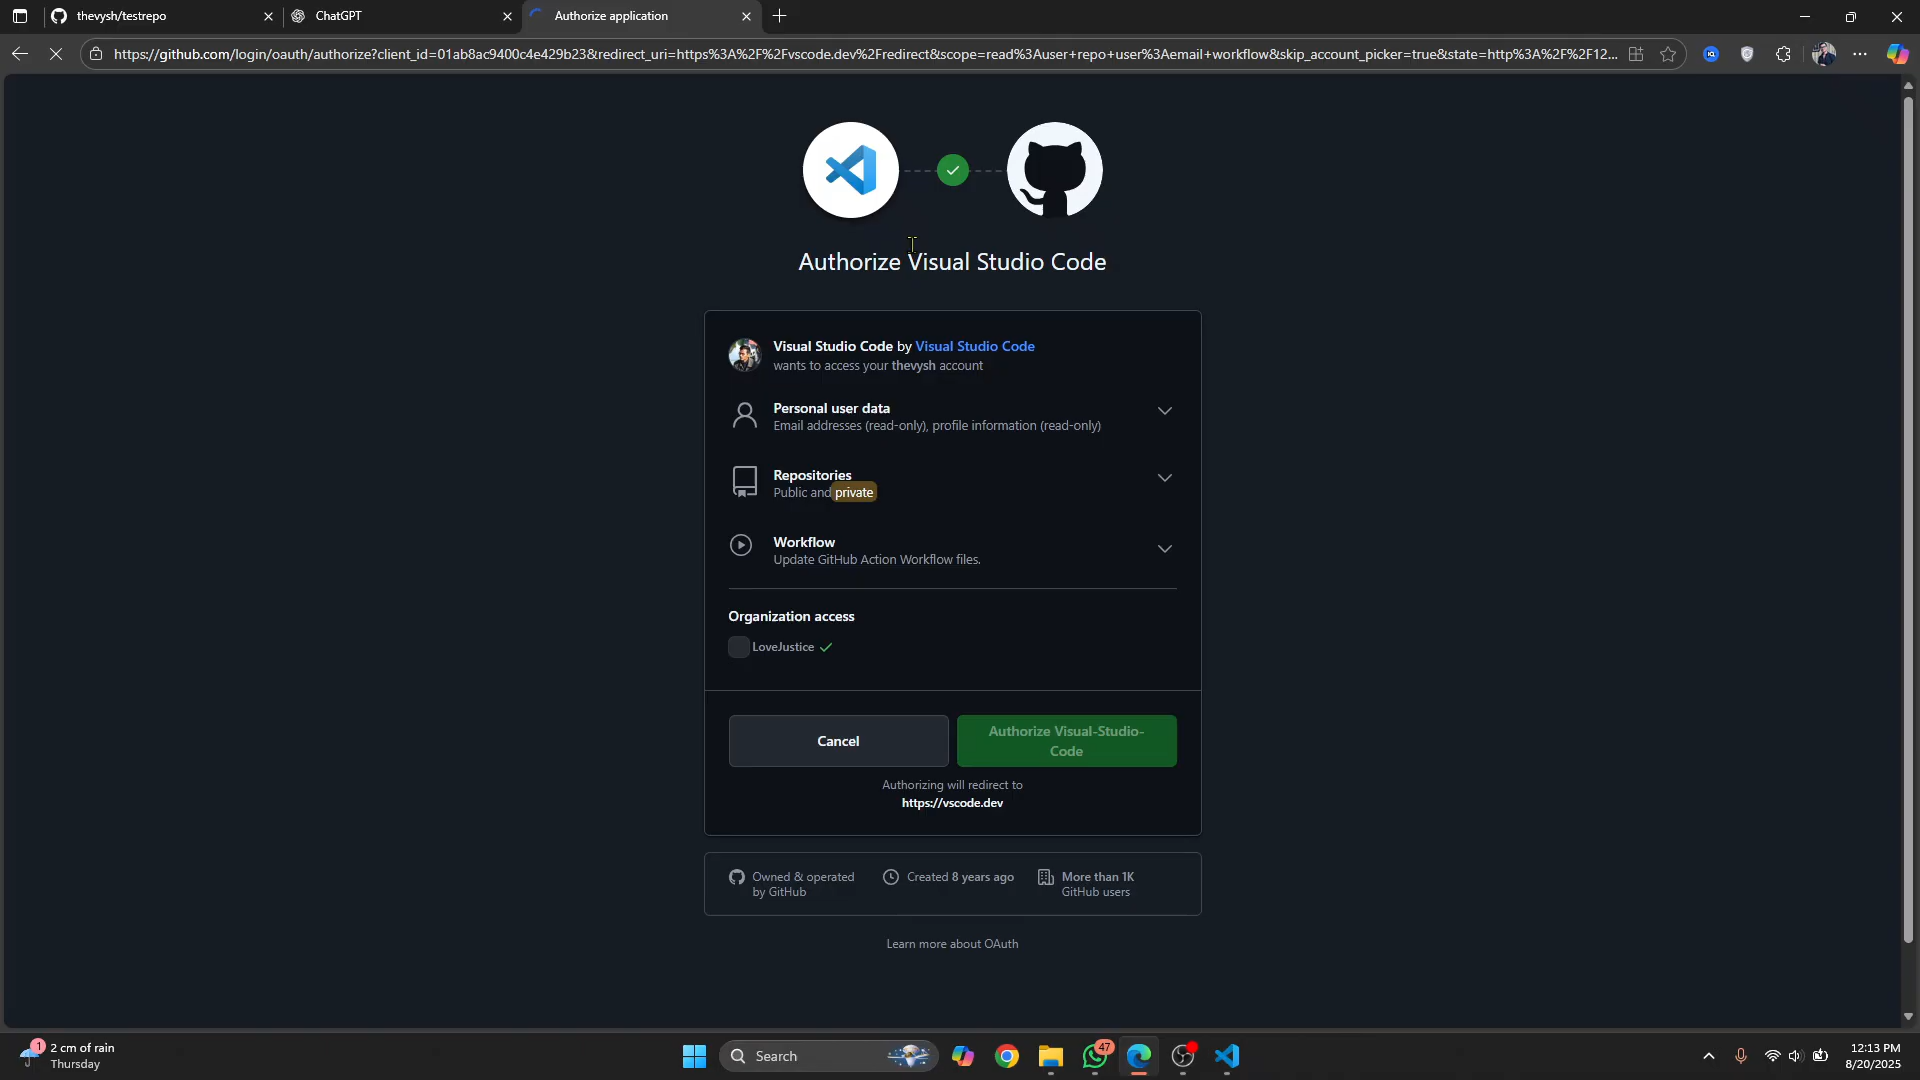 thevysh/testrepo
ChatGPT
Authorize application
https://github.com/login/oauth/authorize?client_id=01ab8ac9400c4e429b23&redirect_uri=https%3A%2F%2Fvscode.dev%2Fredirect&scope=read%3Auser+repo+user%3Aemail+workflow&skip_account_picker=true&state=http%3A%2F%2F12...
Authorize Visual Studio Code
Visual Studio Code by Visual Studio Code
wants to access your thevysh account
Personal user data
Email addresses (read-only), profile information (read-only)
Repositories
Public and private
Workflow
Update GitHub Action Workflow files.
Organization access
LoveJustice
Cancel
Authorize Visual-Studio-
Code
Authorizing will redirect to
https://vscode.dev
Owned & operated
by GitHub
Created 8 years ago
More than 1K
GitHub users
Learn more about OAuth
1
2 cm of rain
Thursday
Search
47
12:13 PM
8/20/2025